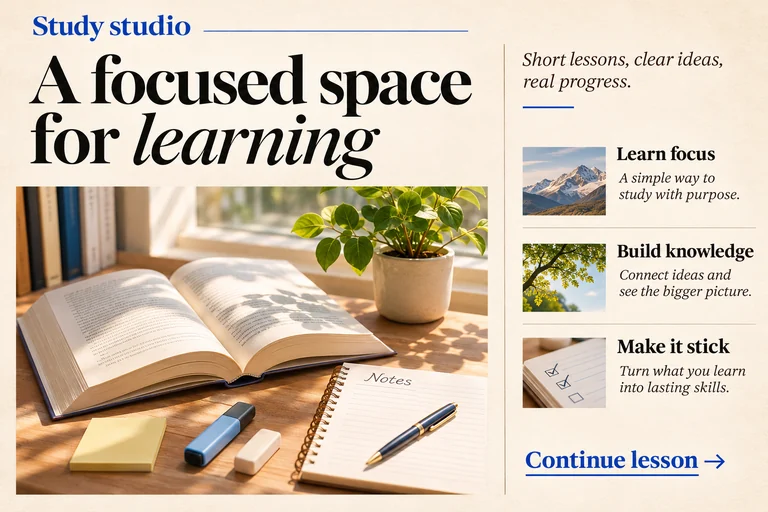 Study studio
A focused space
for learning
Notes
Short lessons, clear ideas,
real progress.
Learn focus
A simple way to
study with purpose.
Build knowledge
Connect ideas and
see the bigger picture.
Make it stick
Turn what you learn
into lasting skills.
Continue lesson →